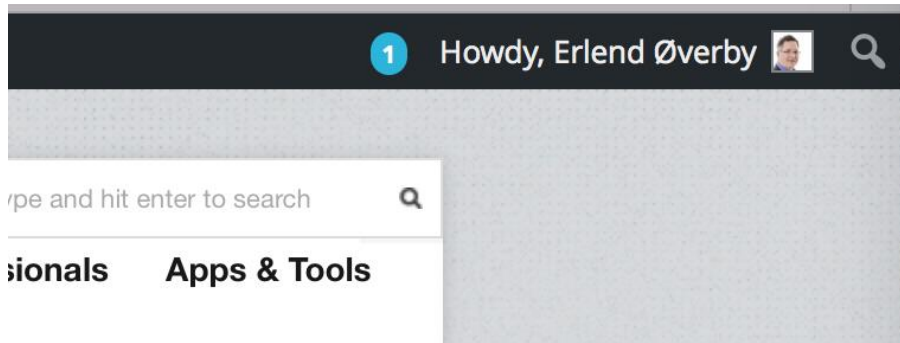 1 Howdy, Erlend Øverby
ype and hit enter to search
sionals Apps & Tools